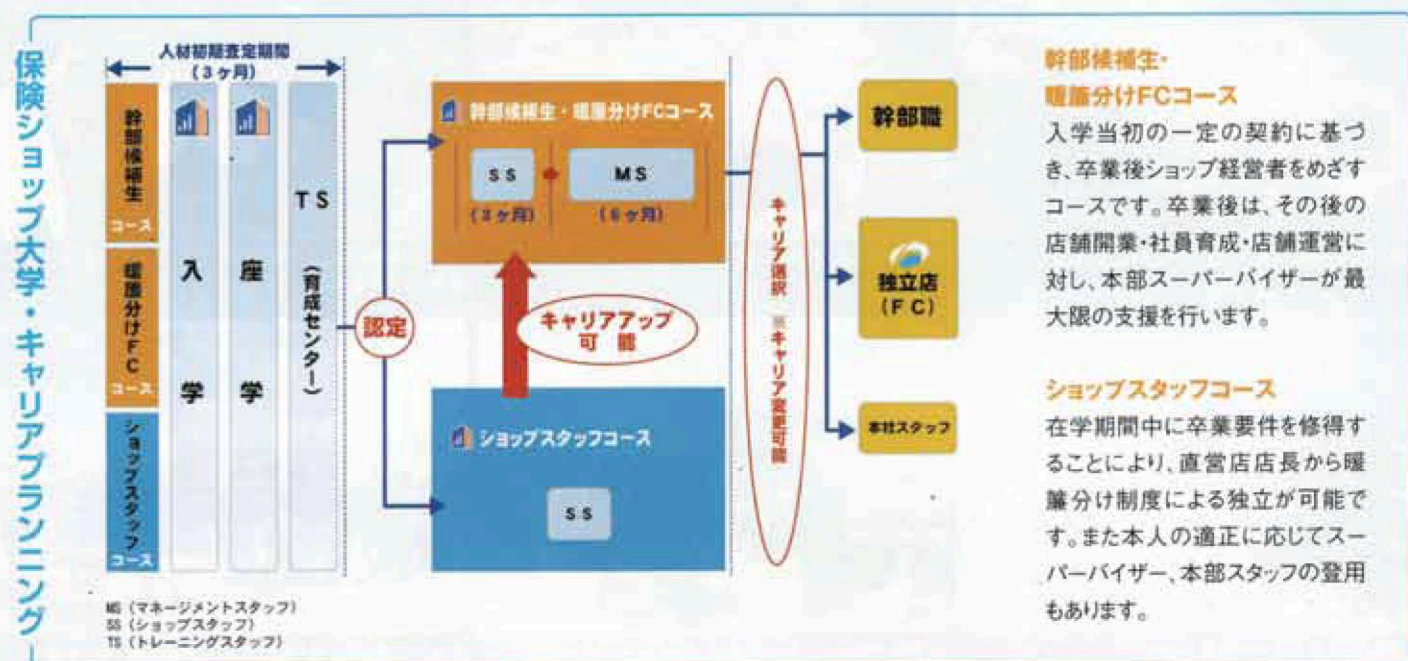 保険ショップ大学・キャリアプランニング
人材初期査定期間
(3ヶ月)
幹部候補生
コース
暖簾分けFC
コース
ショップスタッフ
コース
入学
座学
TS
(育成センター)
認定
幹部候補生・暖簾分けFCコース
SS
MS
(3ヶ月)
(6ヶ月)
キャリアアップ
可能
ショップスタッフコース
SS
キャリア選択 ※キャリア変更可能
幹部職
独立店
(FC)
本社スタッフ
MS(マネージメントスタッフ)
SS(ショップスタッフ)
TS(トレーニングスタッフ)
幹部候補生・
暖簾分けFCコース
入学当初の一定の契約に基づ
き、卒業後ショップ経営者をめざす
コースです。卒業後は、その後の
店舗開業・社員育成・店舗運営に
対し、本部スーパーバイザーが最
大限の支援を行います。
ショップスタッフコース
在学期間中に卒業要件を修得す
ることにより、直営店店長から暖
簾分け制度による独立が可能で
す。また本人の適正に応じてスー
パーバイザー、本部スタッフの登用
もあります。